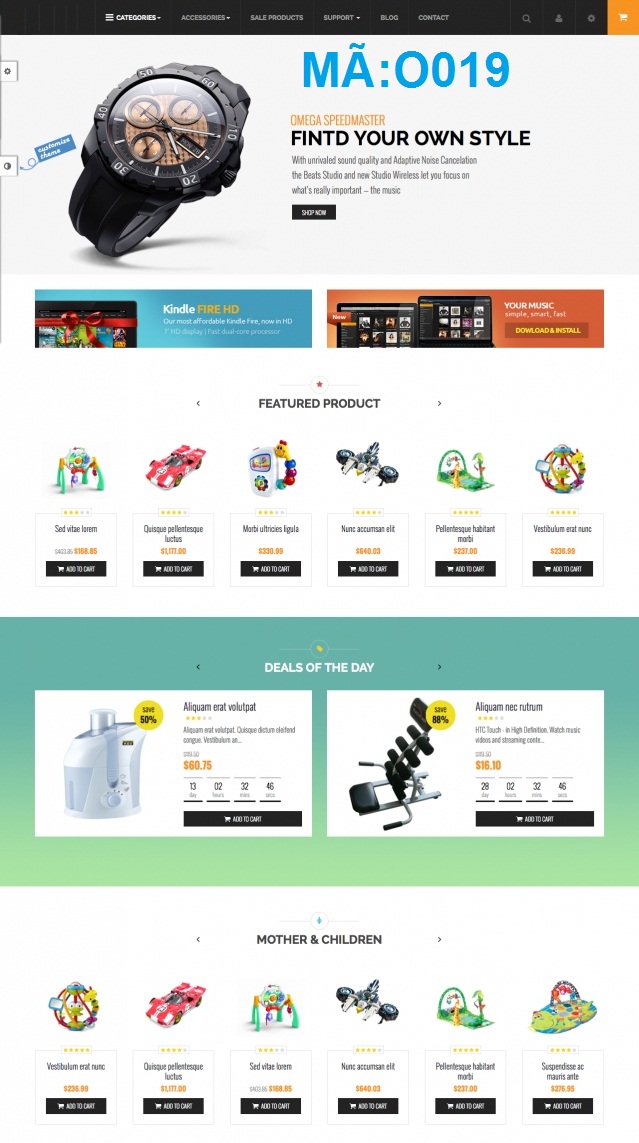 CATEGORIES ACCESSORIES SALE PRODUCTS SUPPORT BLOG CONTACT
MÃ:O019
customize
theme
OMEGA SPEEDMASTER
FINTD YOUR OWN STYLE
With unrivaled sound quality and Adaptive Noise Cancelation
the Beats Studio and new Studio Wireless let you focus on
what's really important – the music
SHOP NOW
Kindle FIRE HD
Our most affordable Kindle Fire, now in HD
7" HD display | Fast dual-core processor
New
YOUR MUSIC
simple, smart, fast
DOWLOAD & INSTALL
FEATURED PRODUCT
Sed vitae lorem
$403.85 $168.85
ADD TO CART
Quisque pellentesque
luctus
$1,177.00
ADD TO CART
Morbi ultricies ligula
$330.99
ADD TO CART
Nunc accumsan elit
$640.03
ADD TO CART
Pellentesque habitant
morbi
$237.00
ADD TO CART
Vestibulum erat nunc
$236.99
ADD TO CART
DEALS OF THE DAY
save
50%
Aliquam erat volutpat
Aliquam erat volutpat. Quisque dictum eleifend
congue. Vestibulum an...
$119.50
$60.75
13 02 32 46
day hours mins secs
ADD TO CART
save
88%
Aliquam nec rutrum
HTC Touch - in High Definition. Watch music
videos and streaming conte...
$119.50
$16.10
28 02 32 46
day hours mins secs
ADD TO CART
MOTHER & CHILDREN
Vestibulum erat nunc
$236.99
ADD TO CART
Quisque pellentesque
luctus
$1,177.00
ADD TO CART
Sed vitae lorem
$403.85 $168.85
ADD TO CART
Nunc accumsan elit
$640.03
ADD TO CART
Pellentesque habitant
morbi
$237.00
ADD TO CART
Suspendisse ac
mauris ante
$276.96
ADD TO CART